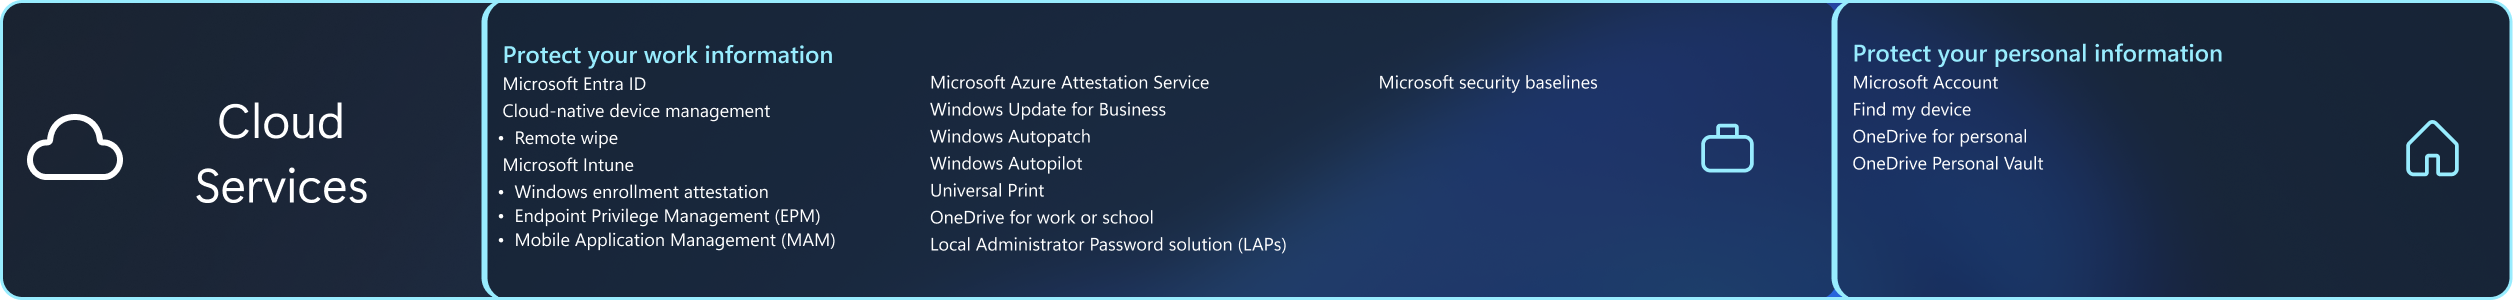 Cloud
Services
Protect your work information
Microsoft Entra ID
Cloud-native device management
• Remote wipe
Microsoft Intune
• Windows enrollment attestation
• Endpoint Privilege Management (EPM)
• Mobile Application Management (MAM)
Microsoft Azure Attestation Service
Windows Update for Business
Windows Autopatch
Windows Autopilot
Universal Print
OneDrive for work or school
Local Administrator Password solution (LAPs)
Microsoft security baselines
Protect your personal information
Microsoft Account
Find my device
OneDrive for personal
OneDrive Personal Vault